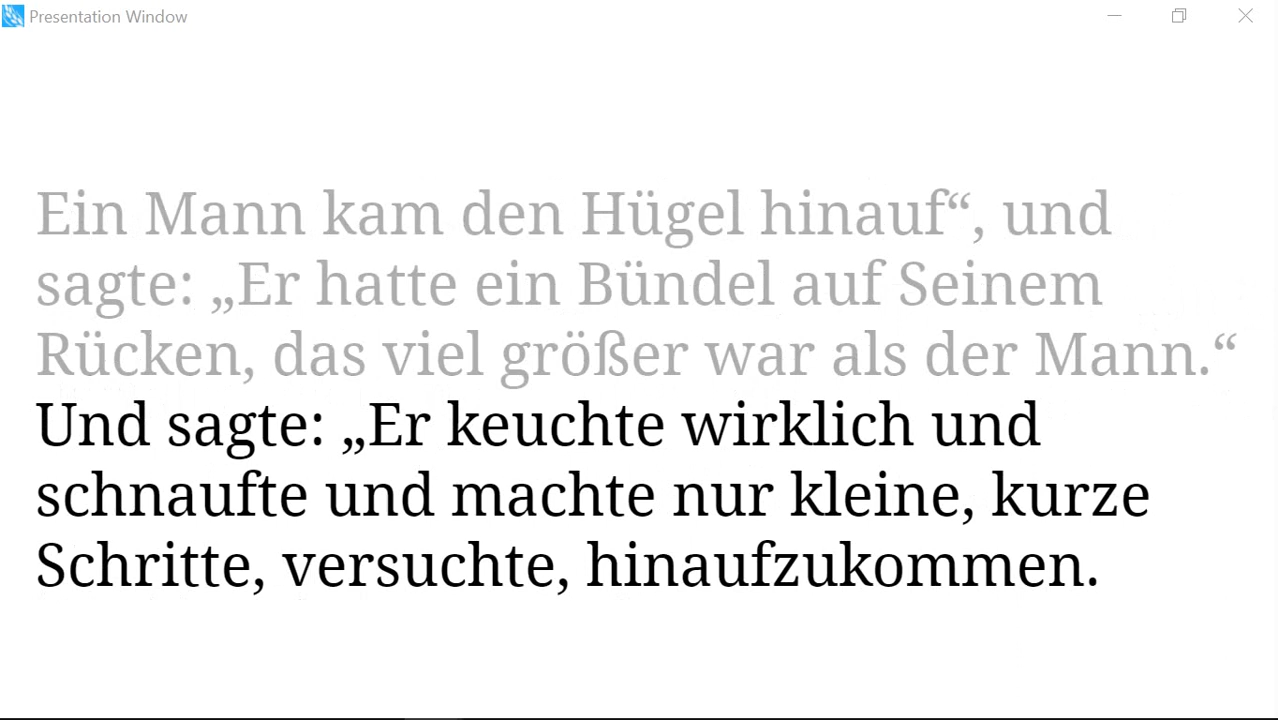 Presentation Window
Ein Mann kam den Hügel hinauf“, und
sagte: „Er hatte ein Bündel auf Seinem
Rücken, das viel größer war als der Mann.“
Und sagte: „Er keuchte wirklich und
schnaufte und machte nur kleine, kurze
Schritte, versuchte, hinaufzukommen.